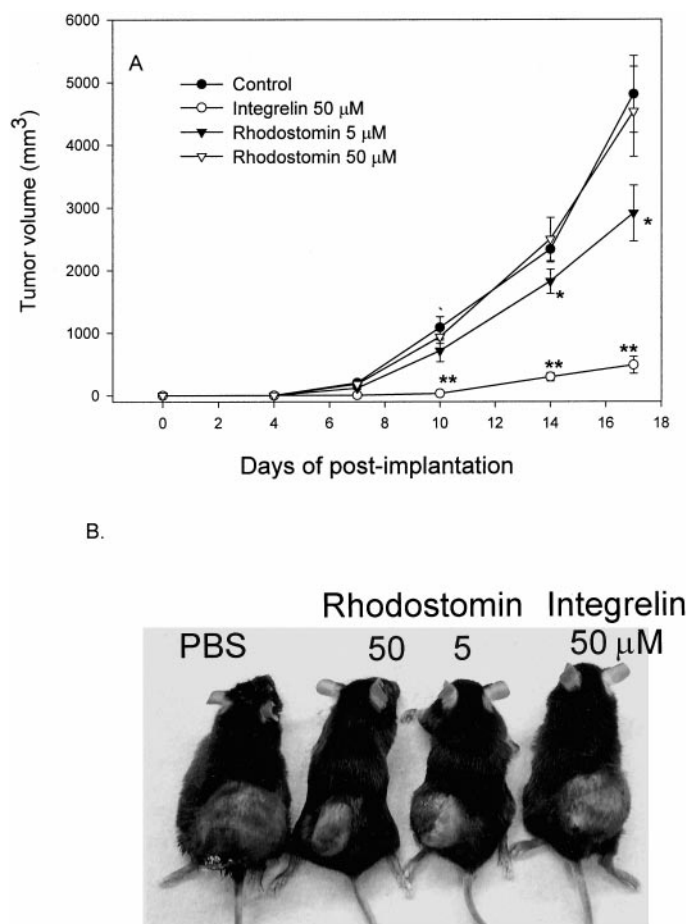 A
6000
5000
4000
3000
2000
1000
0
Tumor volume (mm3)
Control
Integrelin 50 μM
Rhodostomin 5 μM
Rhodostomin 50 μM
*
*
**
**
**
0 2 4 6 8 10 12 14 16 18
Days of post-implantation
B.
Rhodostomin Integrelin
PBS 50 5 50 μM